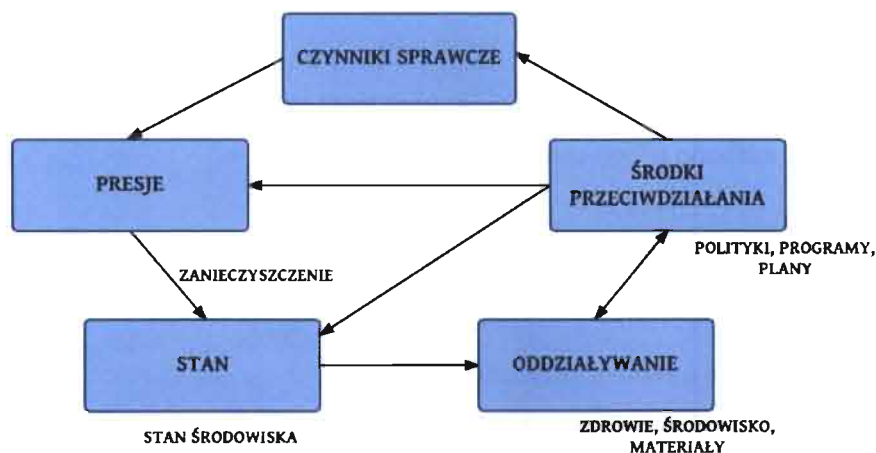 CZYNNIKI SPRAWCZE
PRESJE
ŚRODKI
PRZECIWDZIAŁANIA
POLITYKI, PROGRAMY,
PLANY
ZANIECZYSZCZENIE
STAN
ODDZIAŁYWANIE
STAN ŚRODOWISKA
ZDROWIE, ŚRODOWISKO,
MATERIAŁY